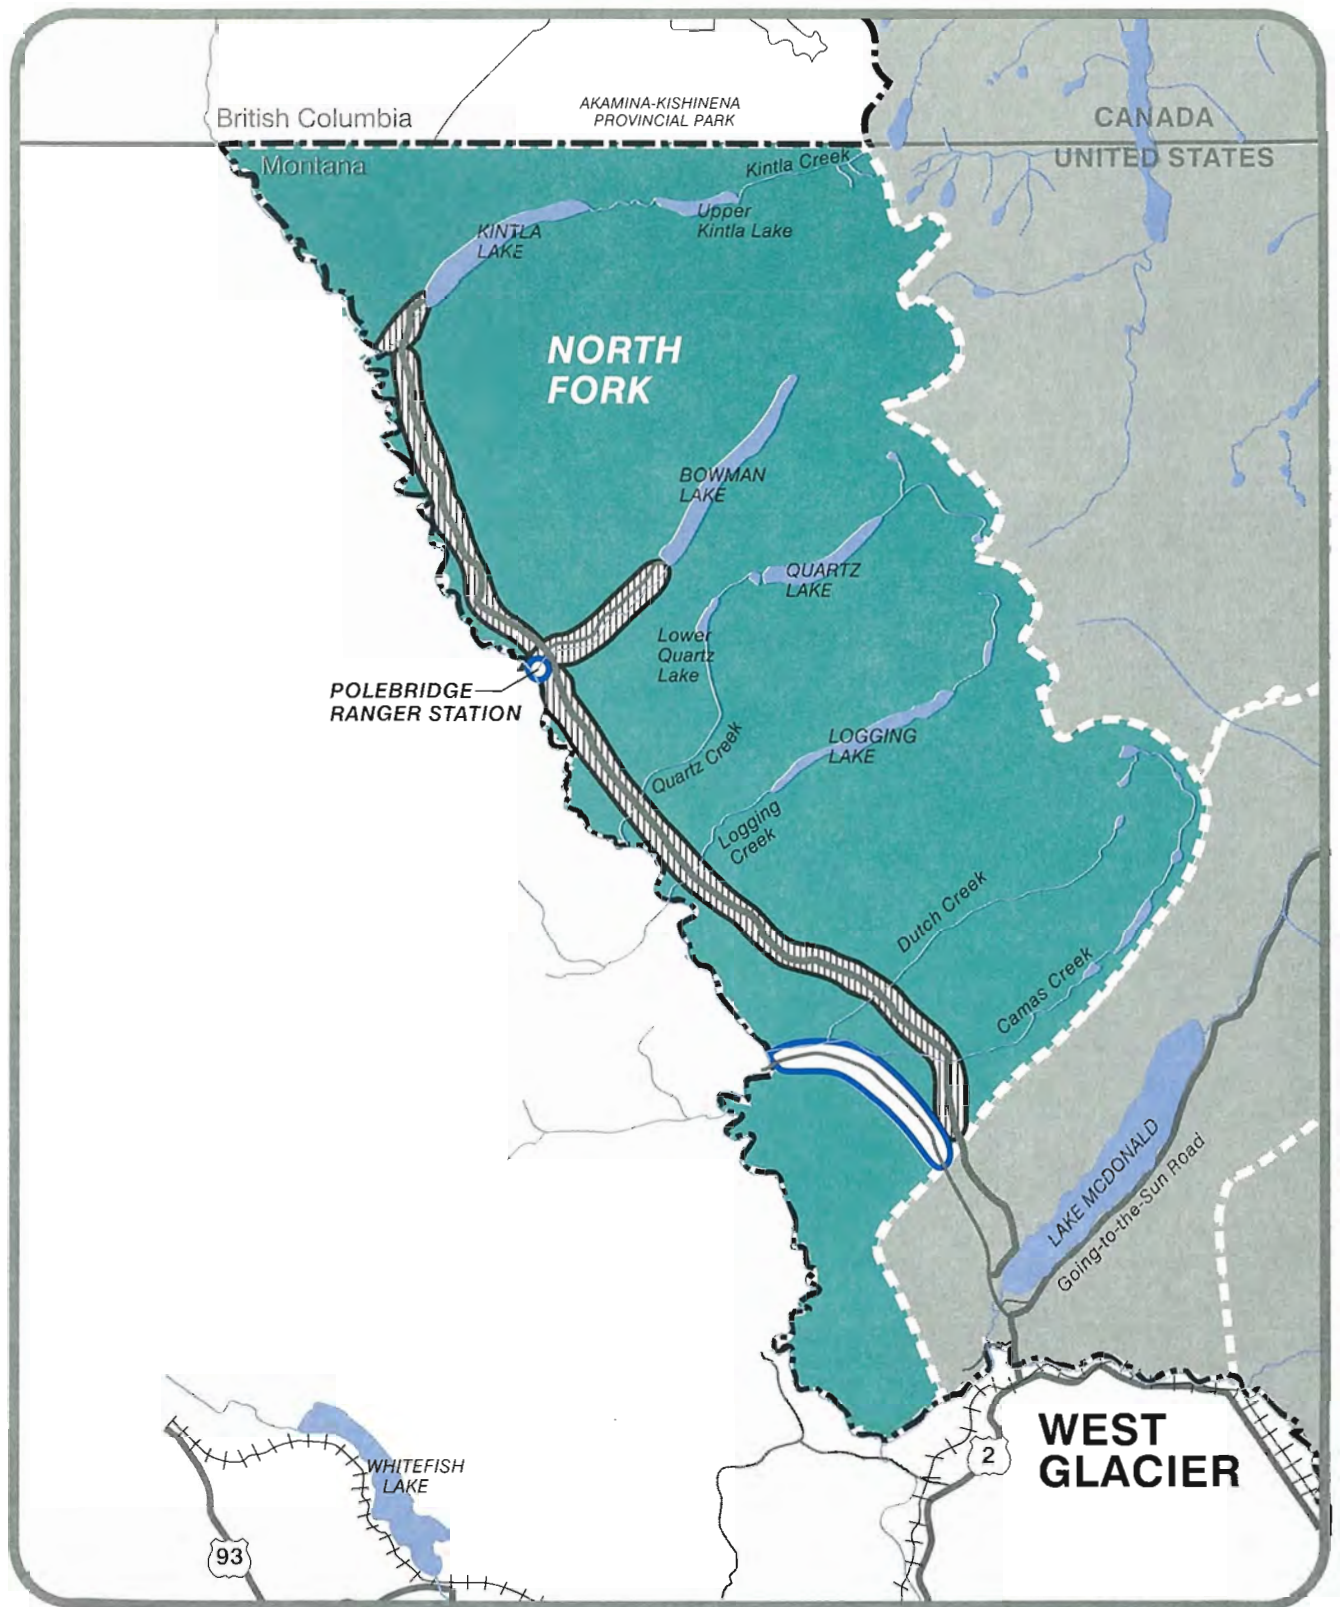 AKAMINA-KISHINENA
PROVINCIAL PARK
British Columbia
CANADA
Montana
UNITED STATES
Kintla Creek
Upper
Kintla Lake
KINTLA
LAKE
NORTH
FORK
BOWMAN
LAKE
QUARTZ
LAKE
Lower
Quartz
Lake
POLEBRIDGE
RANGER STATION
LOGGING
LAKE
Quartz Creek
Logging
Creek
Dutch Creek
Camas Creek
LAKE MCDONALD
Going-to-the-Sun Road
WEST
GLACIER
2
WHITEFISH
LAKE
93